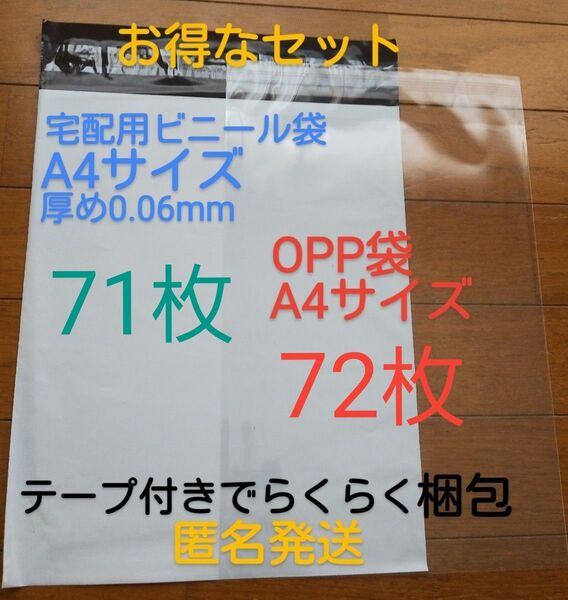 お得なセット
宅配用ビニール袋
A4サイズ
厚め0.06mm
71枚
OPP袋
A4サイズ
72枚
テープ付きでらくらく梱包
匿名発送